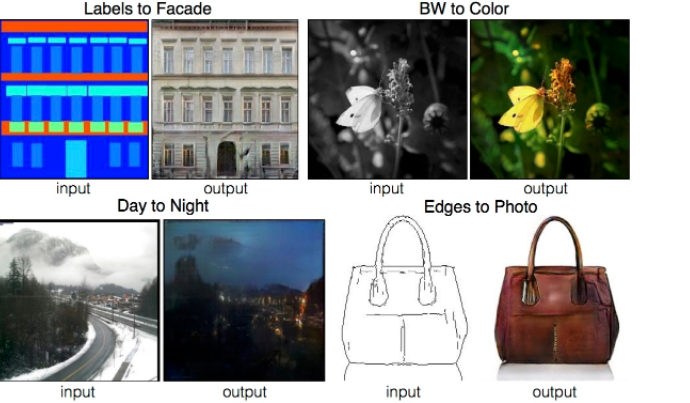 Labels to Facade
BW to Color
input
output
input
output
Day to Night
Edges to Photo
input
output
input
output